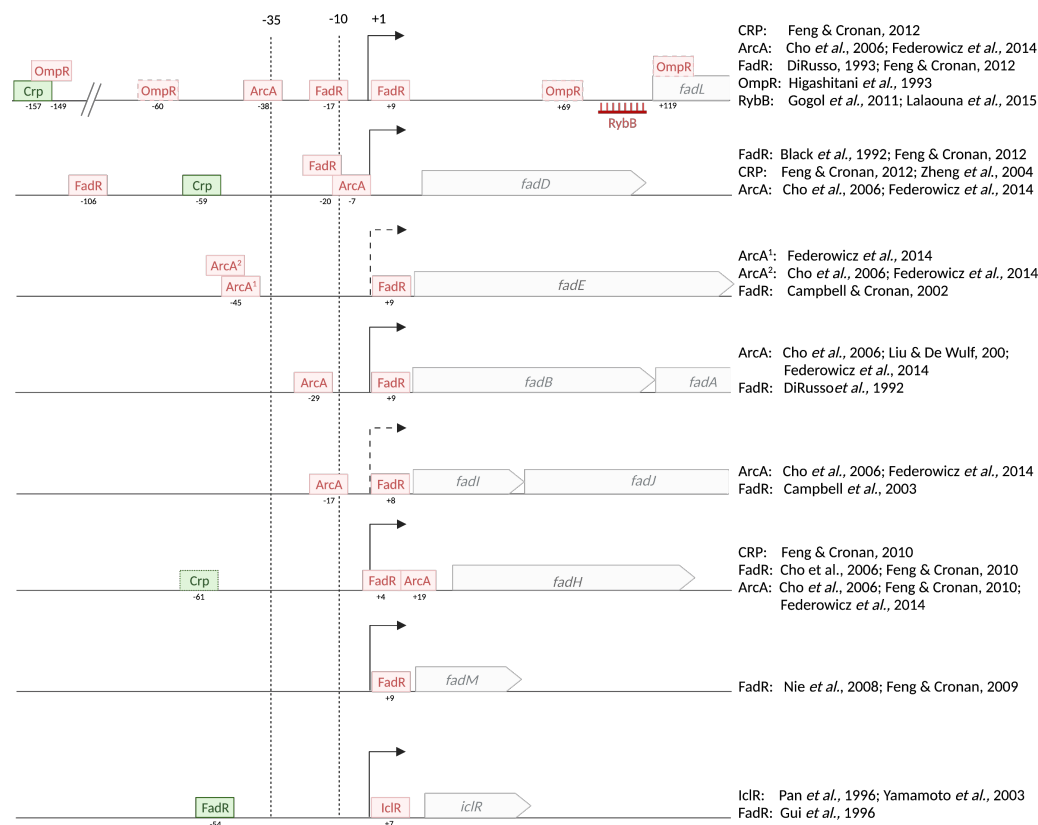 -35 -10 +1
CRP: Feng & Cronan, 2012
ArcA: Cho et al., 2006; Federowicz et al., 2014
FadR: DiRusso, 1993; Feng & Cronan, 2012
OmpR: Higashitani et al., 1993
RybB: Gogol et al., 2011; Lalaouna et al., 2015
OmpR OmpR
Crp OmpR ArcA FadR FadR OmpR fadL
-157 -149 -60 -38 -17 +9 +69 +119
RybB
FadR: Black et al., 1992; Feng & Cronan, 2012
CRP: Feng & Cronan, 2012; Zheng et al., 2004
ArcA: Cho et al., 2006; Federowicz et al., 2014
FadR
FadR Crp ArcA fadD
-106 -59 -20 -7
ArcA¹: Federowicz et al., 2014
ArcA²: Cho et al., 2006; Federowicz et al., 2014
FadR: Campbell & Cronan, 2002
ArcA²
ArcA¹ FadR fadE
-45 +9
ArcA: Cho et al., 2006; Liu & De Wulf, 200;
Federowicz et al., 2014
FadR: DiRussoet al., 1992
ArcA FadR fadB fadA
-29 +9
ArcA: Cho et al., 2006; Federowicz et al., 2014
FadR: Campbell et al., 2003
ArcA FadR fadI fadJ
-17 +8
CRP: Feng & Cronan, 2010
FadR: Cho et al., 2006; Feng & Cronan, 2010
ArcA: Cho et al., 2006; Feng & Cronan, 2010;
Federowicz et al., 2014
Crp FadR ArcA fadH
-61 +4 +19
FadR fadM
+9
FadR: Nie et al., 2008; Feng & Cronan, 2009
IclR: Pan et al., 1996; Yamamoto et al., 2003
FadR: Gui et al., 1996
FadR IclR iclR
-54 +7